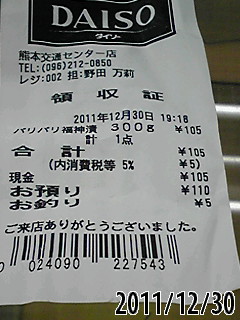 DAISO
ダイソー
熊本交通センター店
TEL:(096)212-0850
レジ:002 担:野田 万莉
領収証
2011年12月30日 19:18
パリパリ福神漬 300g ¥105
計 1点
合計 ¥105
(内消費税等 5% ¥5)
現金 ¥105
お預り ¥110
お釣り ¥5
ご来店ありがとうございました。
0 024090 227543
2011/12/30